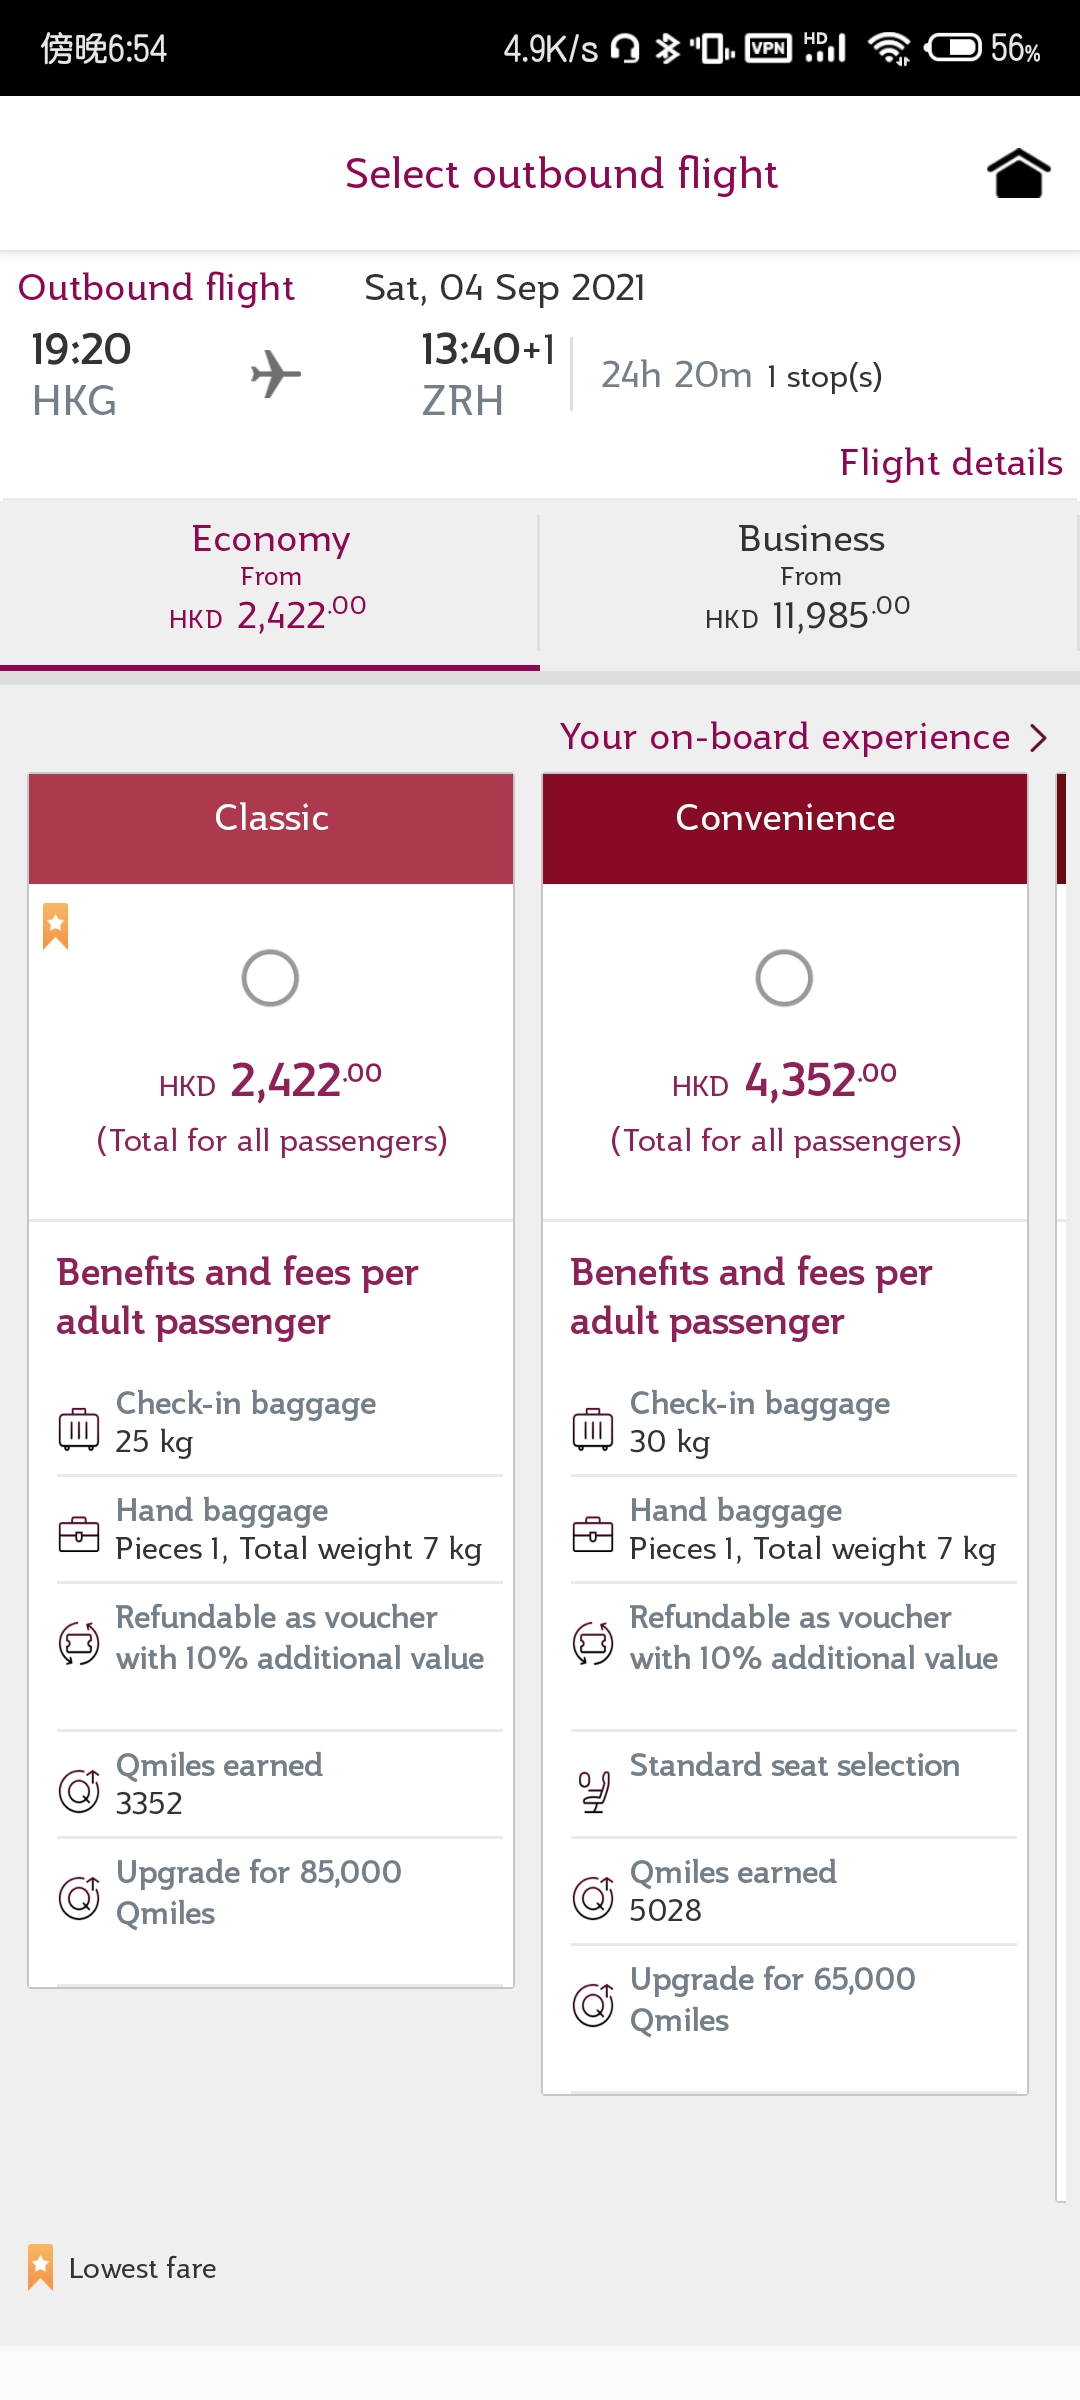 傍晚6:54 4.9K/s VPN HD 56%
Select outbound flight
Outbound flight Sat, 04 Sep 2021
19:20 13:40+1 24h 20m 1 stop(s)
HKG ZRH
Flight details
Economy Business
From From
HKD 2,422.00 HKD 11,985.00
Your on-board experience >
Classic
HKD 2,422.00
(Total for all passengers)
Benefits and fees per
adult passenger
Check-in baggage
25 kg
Hand baggage
Pieces 1, Total weight 7 kg
Refundable as voucher
with 10% additional value
Qmiles earned
3352
Upgrade for 85,000
Qmiles
Convenience
HKD 4,352.00
(Total for all passengers)
Benefits and fees per
adult passenger
Check-in baggage
30 kg
Hand baggage
Pieces 1, Total weight 7 kg
Refundable as voucher
with 10% additional value
Standard seat selection
Qmiles earned
5028
Upgrade for 65,000
Qmiles
Lowest fare